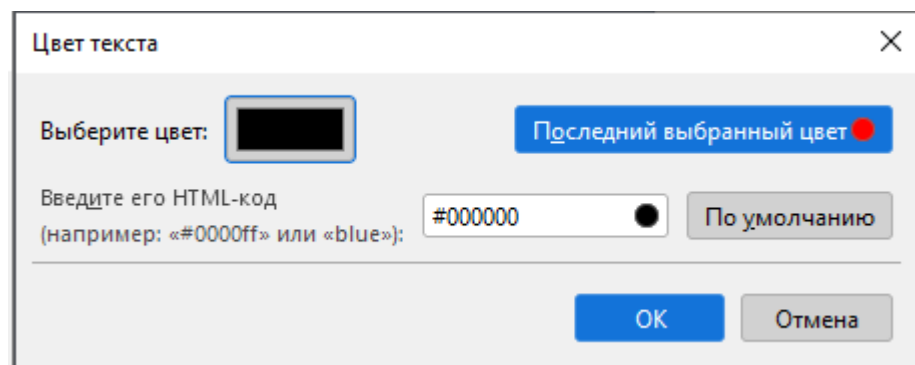 Цвет текста
Выберите цвет:
Последний выбранный цвет
Введите его HTML-код
(например: «#0000ff» или «blue»):
#000000
По умолчанию
ОК
Отмена